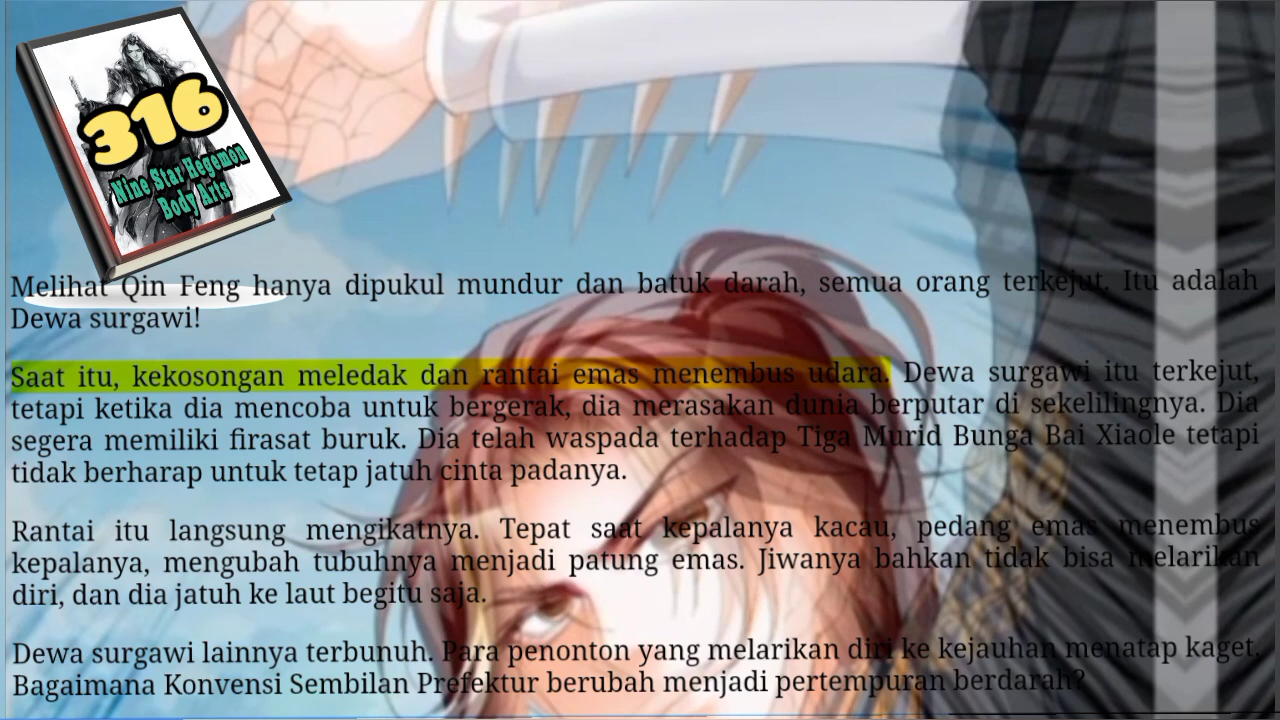 316
Nine Star Hegemon
Body Arts
Melihat Qin Feng hanya dipukul mundur dan batuk darah, semua orang terkejut. Itu adalah
Dewa surgawi!
Saat itu, kekosongan meledak dan rantai emas menembus udara. Dewa surgawi itu terkejut,
tetapi ketika dia mencoba untuk bergerak, dia merasakan dunia berputar di sekelilingnya. Dia
segera memiliki firasat buruk. Dia telah waspada terhadap Tiga Murid Bunga Bai Xiaole tetapi
tidak berharap untuk tetap jatuh cinta padanya.
Rantai itu langsung mengikatnya. Tepat saat kepalanya kacau, pedang emas menembus
kepalanya, mengubah tubuhnya menjadi patung emas. Jiwanya bahkan tidak bisa melarikan
diri, dan dia jatuh ke laut begitu saja.
Dewa surgawi lainnya terbunuh. Para penonton yang melarikan diri ke kejauhan menatap kaget.
Bagaimana Konvensi Sembilan Prefektur berubah menjadi pertempuran berdarah?